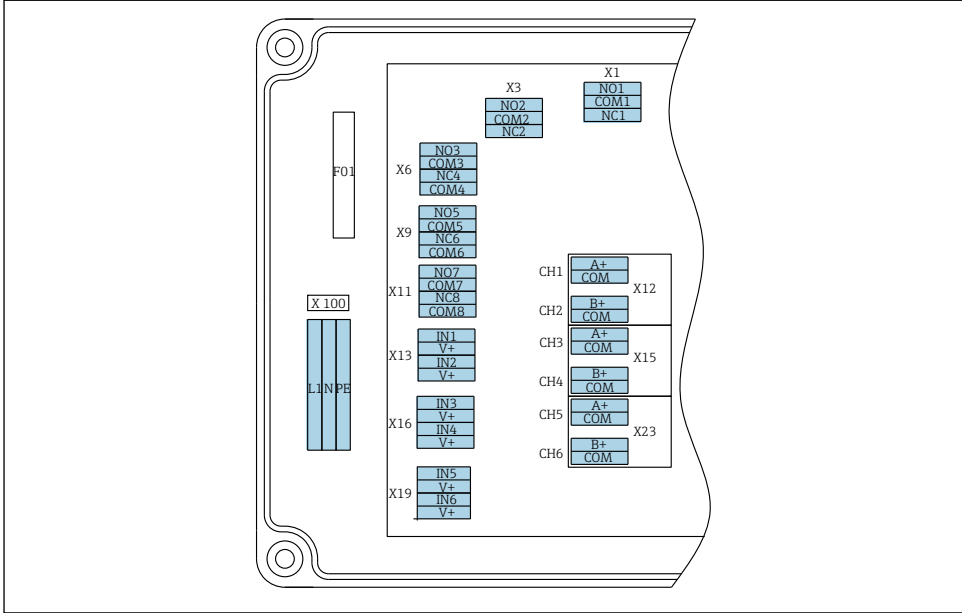 X1
NO1
COM1
NC1
X3
NO2
COM2
NC2
X6
NO3
COM3
NC4
COM4
F01
X9
NO5
COM5
NC6
COM6
X11
NO7
COM7
NC8
COM8
X 100
L1 N PE
X13
IN1
V+
IN2
V+
X16
IN3
V+
IN4
V+
X19
IN5
V+
IN6
V+
CH1
A+
COM
X12
CH2
B+
COM
CH3
A+
COM
X15
CH4
B+
COM
CH5
A+
COM
X23
CH6
B+
COM